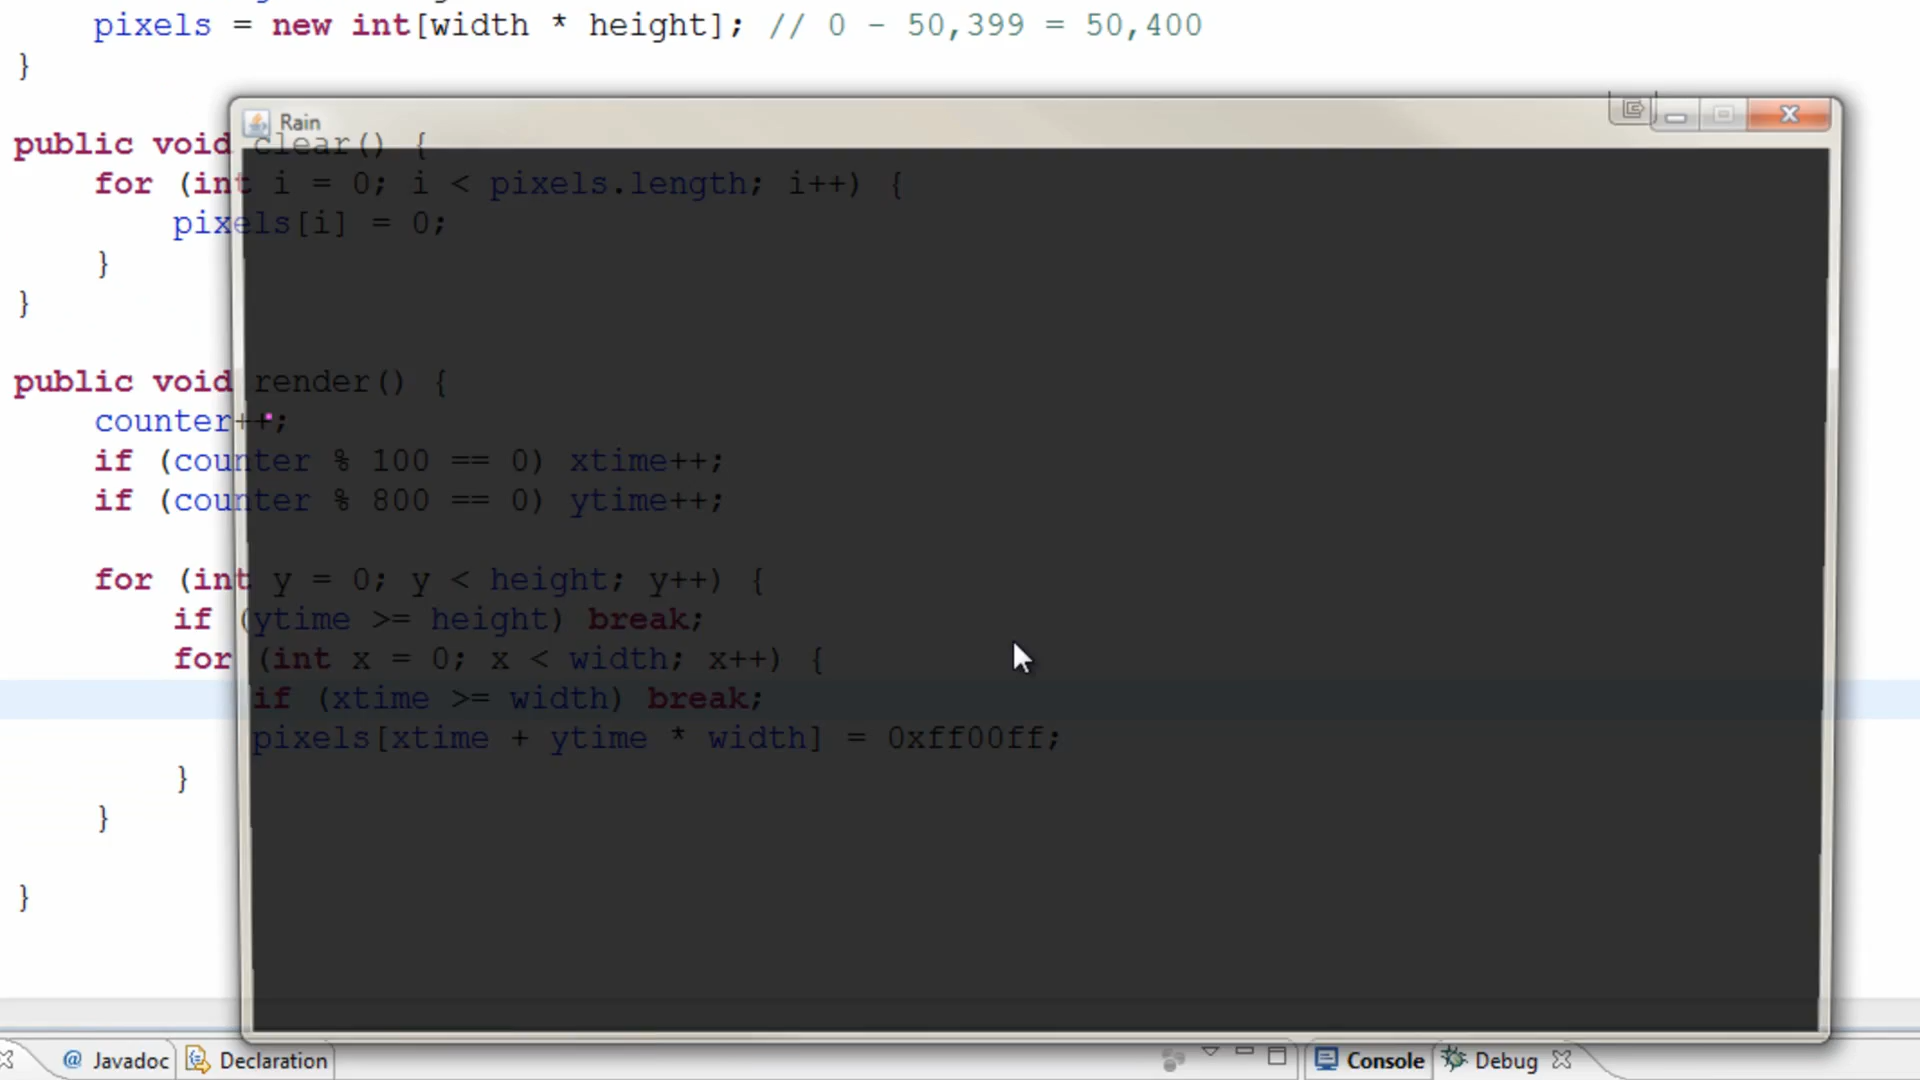 pixels = new int[width * height]; // 0 - 50,399 = 50,400
}
Rain
public void clear() {
for (int i = 0; i < pixels.length; i++) {
pixels[i] = 0;
}
}
public void render() {
counter++;
if (counter % 100 == 0) xtime++;
if (counter % 800 == 0) ytime++;
for (int y = 0; y < height; y++) {
if (ytime >= height) break;
for (int x = 0; x < width; x++) {
if (xtime >= width) break;
pixels[xtime + ytime * width] = 0xff00ff;
}
}
}
@ Javadoc Declaration Console Debug